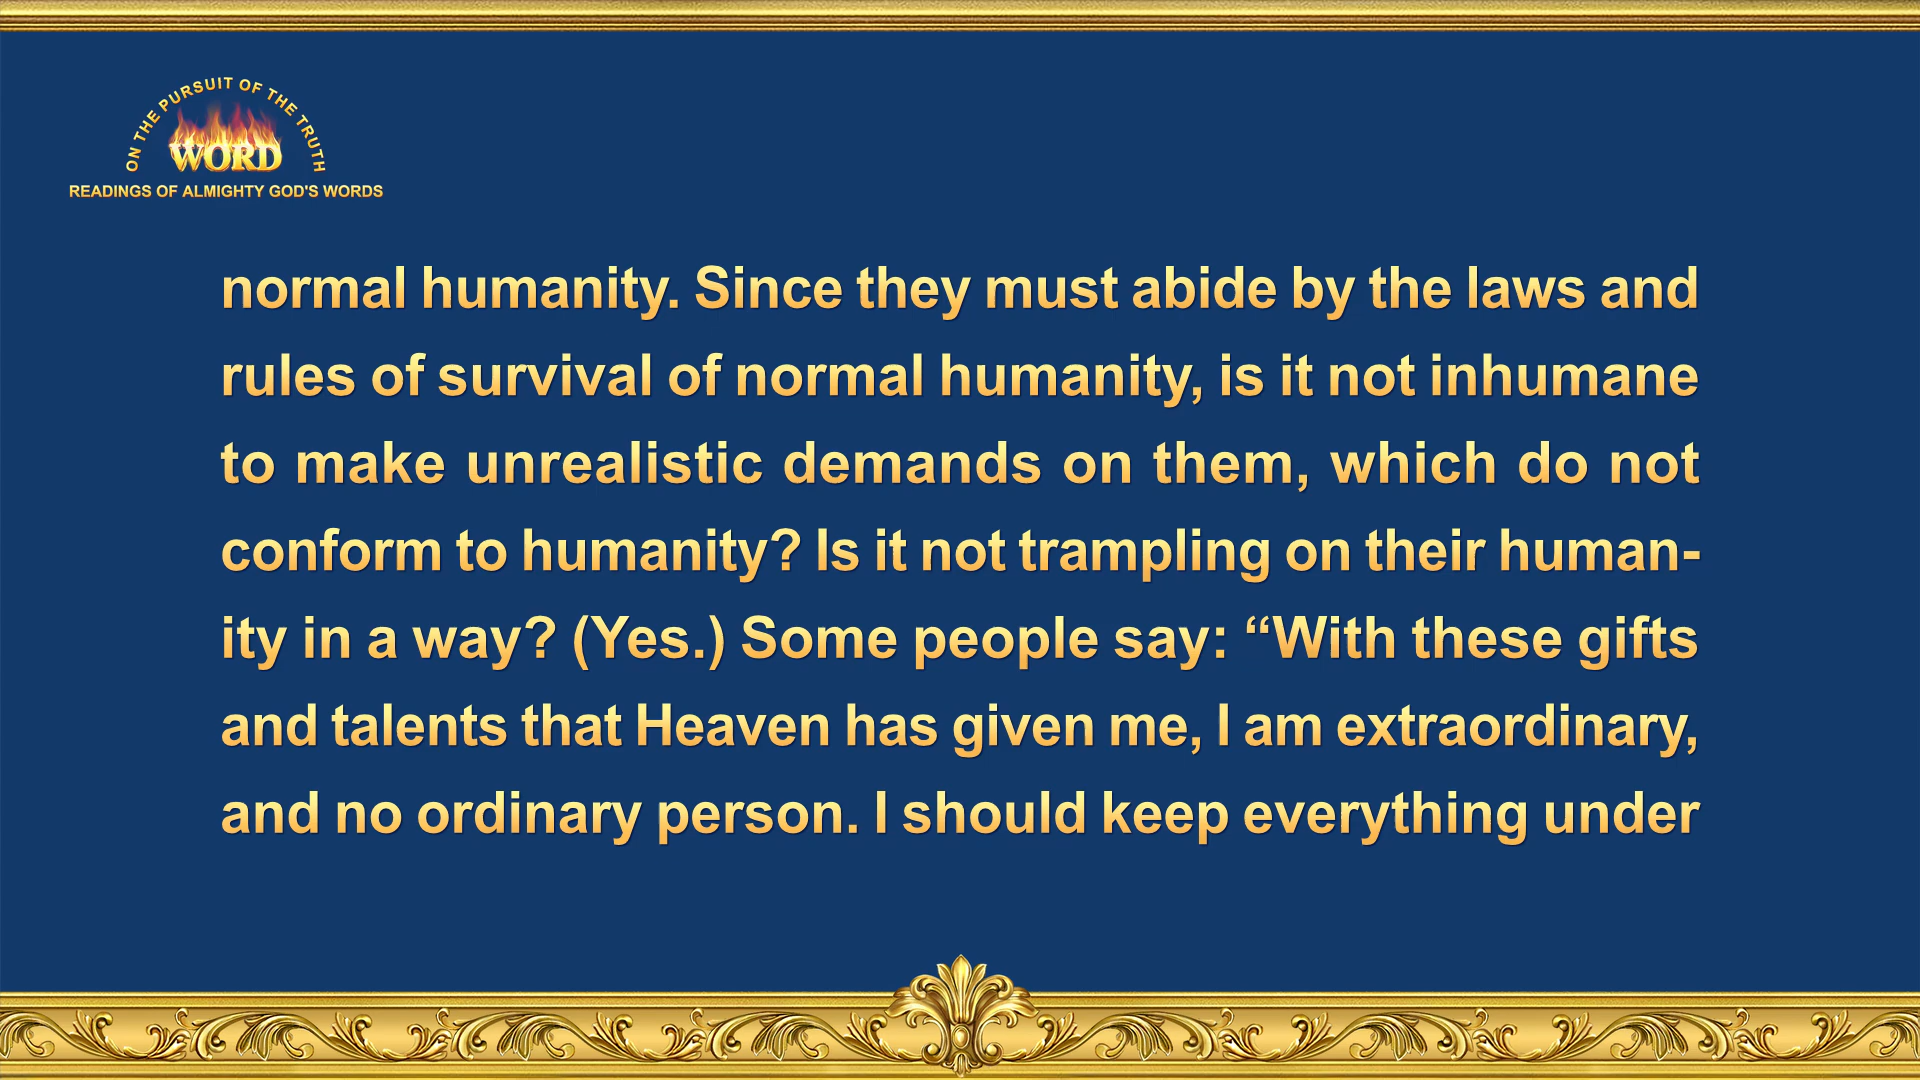 ON THE PURSUIT OF THE TRUTH
WORD
READINGS OF ALMIGHTY GOD'S WORDS
normal humanity. Since they must abide by the laws and
rules of survival of normal humanity, is it not inhumane
to make unrealistic demands on them, which do not
conform to humanity? Is it not trampling on their human-
ity in a way? (Yes.) Some people say: “With these gifts
and talents that Heaven has given me, I am extraordinary,
and no ordinary person. I should keep everything under